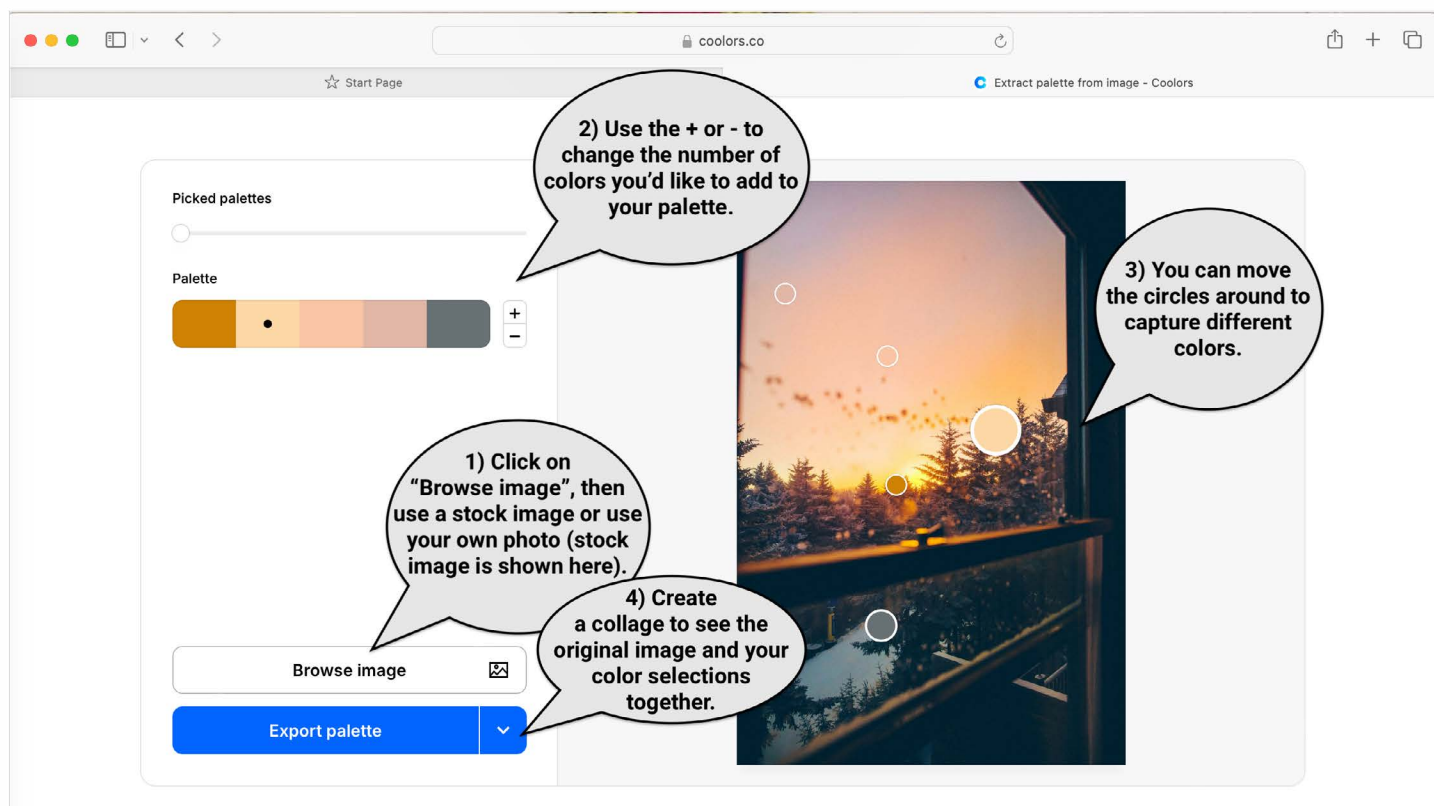 coolors.co
Start Page
Extract palette from image - Coolors
2) Use the + or - to
change the number of
colors you’d like to add to
your palette.
Picked palettes
Palette
+
-
3) You can move
the circles around to
capture different
colors.
1) Click on
“Browse image”, then
use a stock image or use
your own photo (stock
image is shown here).
4) Create
a collage to see the
original image and your
color selections
together.
Browse image
Export palette